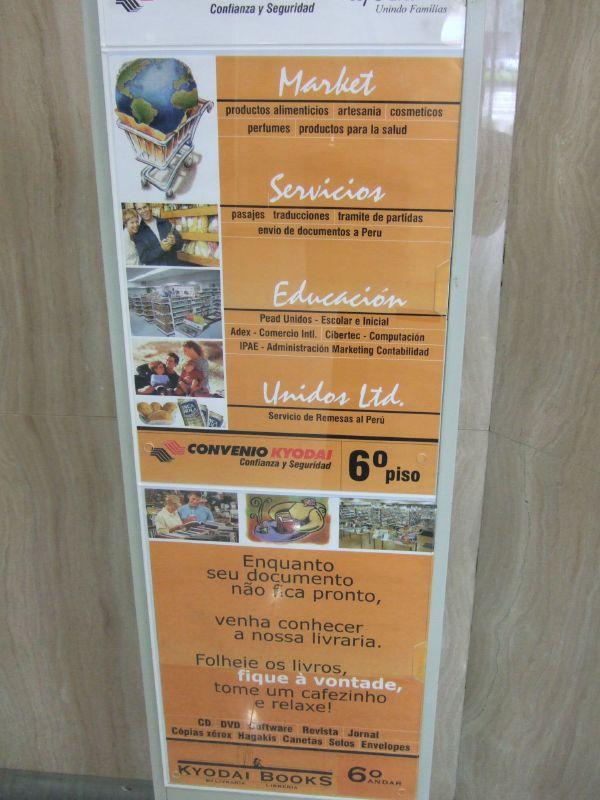 Confianza y Seguridad
Unindo Famílias
Market
productos alimenticios artesania cosmeticos
perfumes productos para la salud
Servicios
pasajes traducciones tramite de partidas
envio de documentos a Peru
Educación
Pead Unidos - Escolar e Inicial
Adex - Comercio Intl. Cibertec - Computación
IPAE - Administración Marketing Contabilidad
Unidos Ltd.
Servicio de Remesas al Perú
CONVENIO KYODAI
Confianza y Seguridad
6º piso
Enquanto
seu documento
não fica pronto,
venha conhecer
a nossa livraria.
Folheie os livros,
fique à vontade,
tome um cafezinho
e relaxe!
CD DVD Software Revista Jornal
Cópias xérox Hagakis Canetas Selos Envelopes
KYODAI BOOKS
LIVRARIA LIBRERIA
6º ANDAR